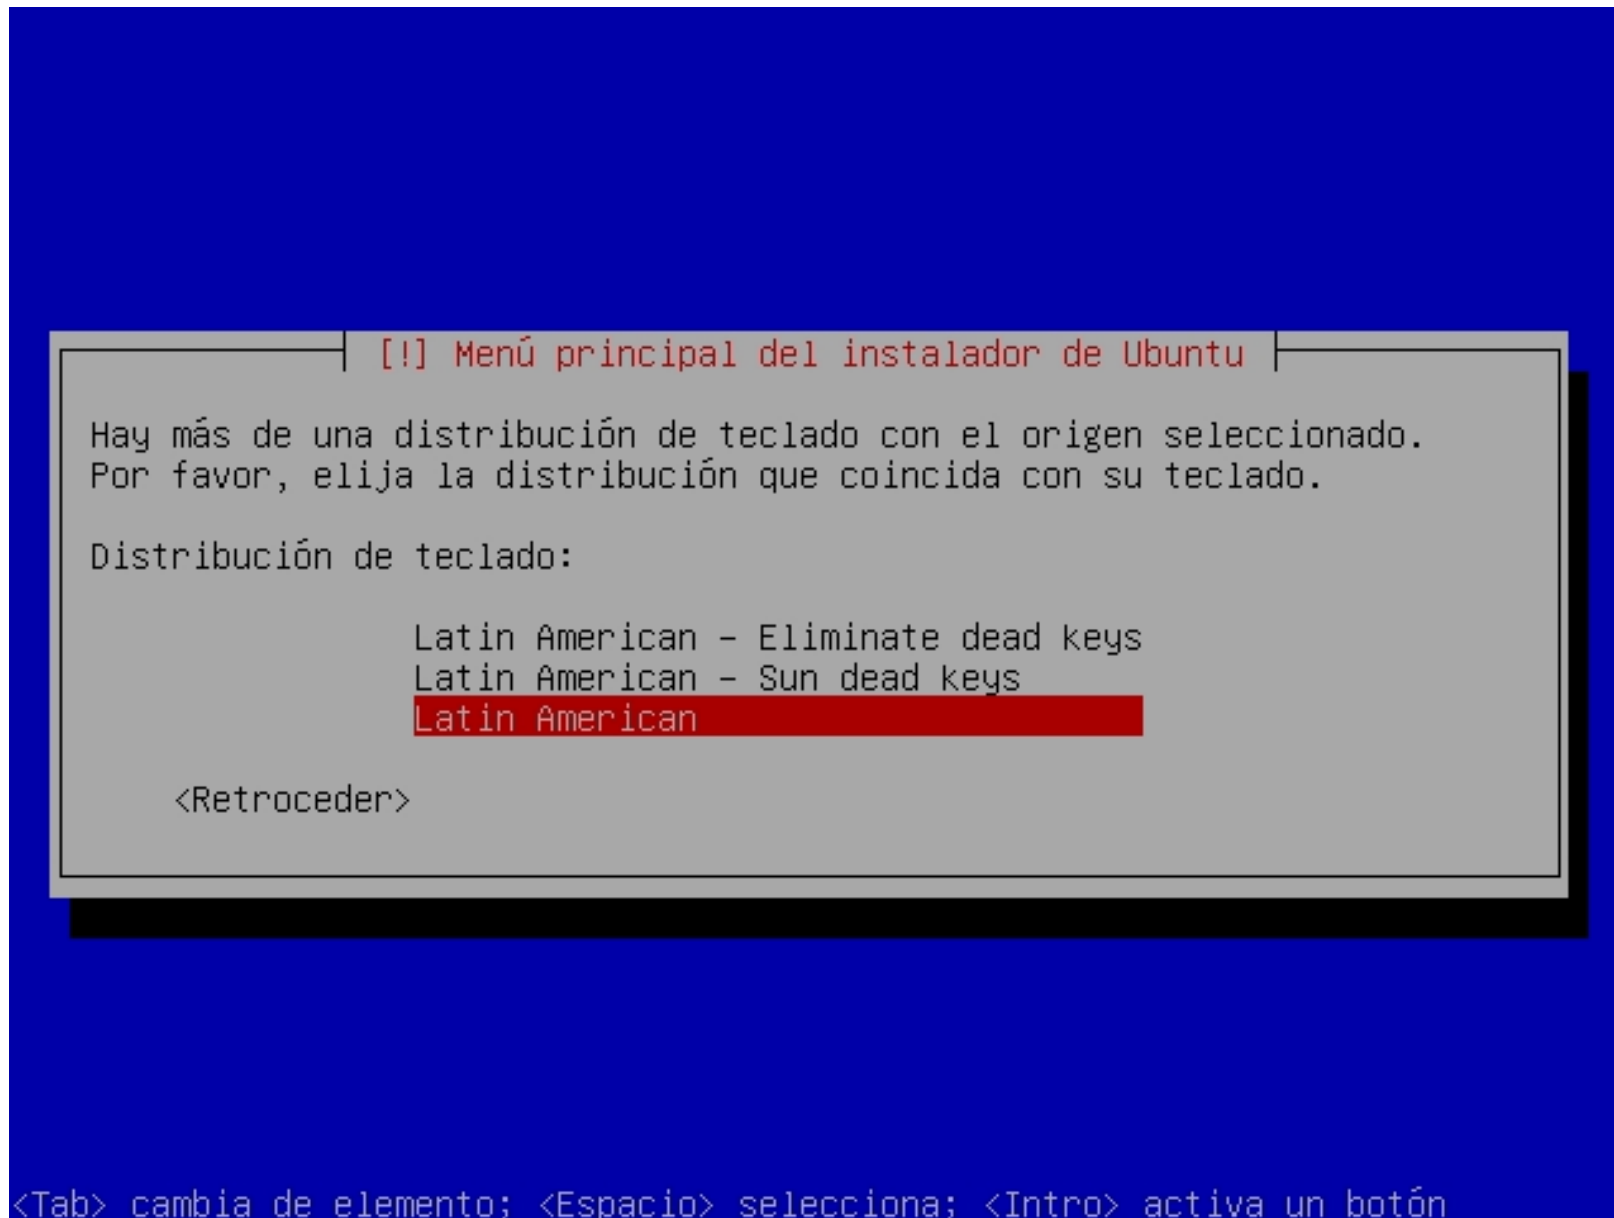 [!] Menú principal del instalador de Ubuntu
Hay más de una distribución de teclado con el origen seleccionado.
Por favor, elija la distribución que coincida con su teclado.
Distribución de teclado:
Latin American - Eliminate dead keys
Latin American - Sun dead keys
Latin American
<Retroceder>
<Tab> cambia de elemento; <Espacio> selecciona; <Intro> activa un botón